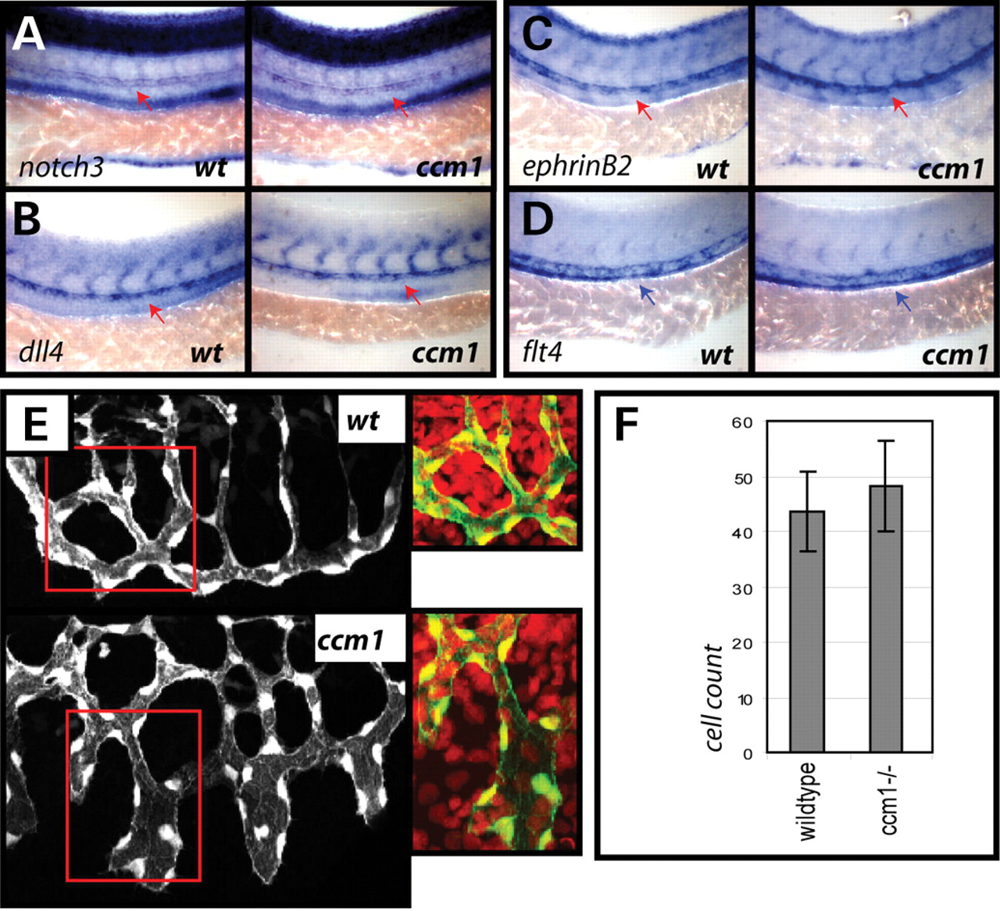 A
notch3
wt
ccm1
C
ephrinB2
wt
ccm1
B
dll4
wt
ccm1
D
flt4
wt
ccm1
E
wt
ccm1
F
60
50
40
30
20
10
0
cell count
wildtype
ccm1-/-